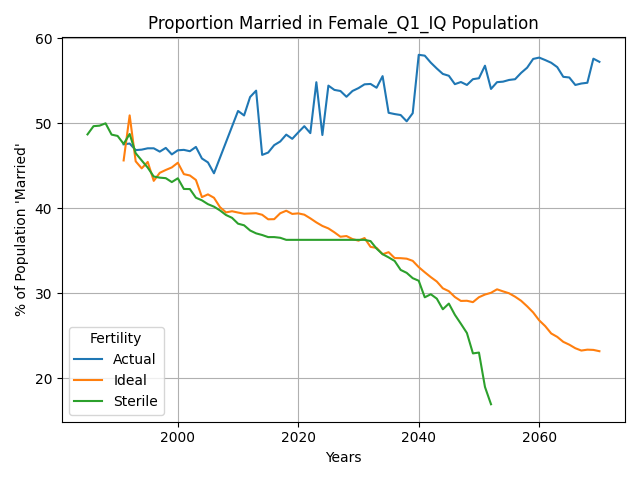 Proportion Married in Female_Q1_IQ Population
% of Population 'Married'
60
50
40
30
20
Fertility
Actual
Ideal
Sterile
2000 2020 2040 2060
Years